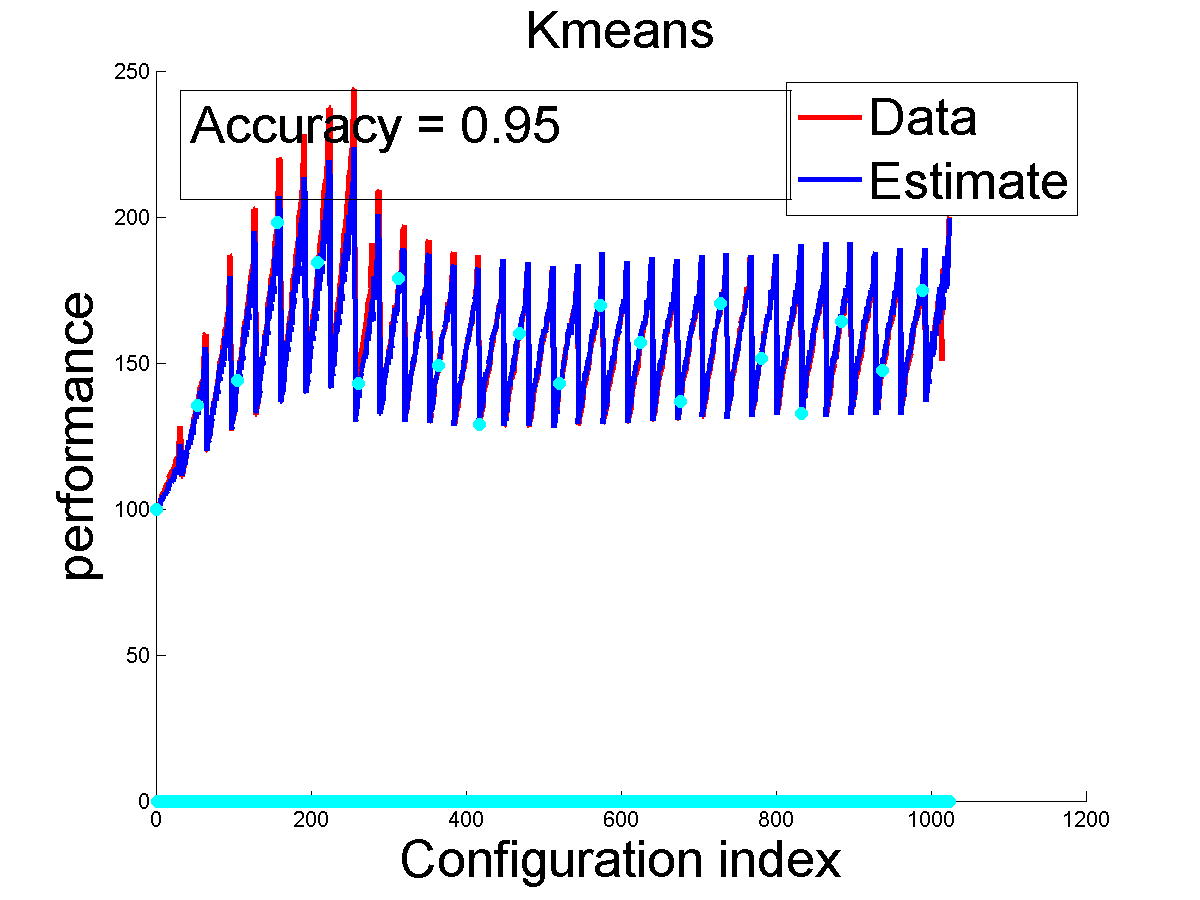 Kmeans
250
Accuracy = 0.95
Data
Estimate
200
150
100
50
0
performance
0 200 400 600 800 1000 1200
Configuration index